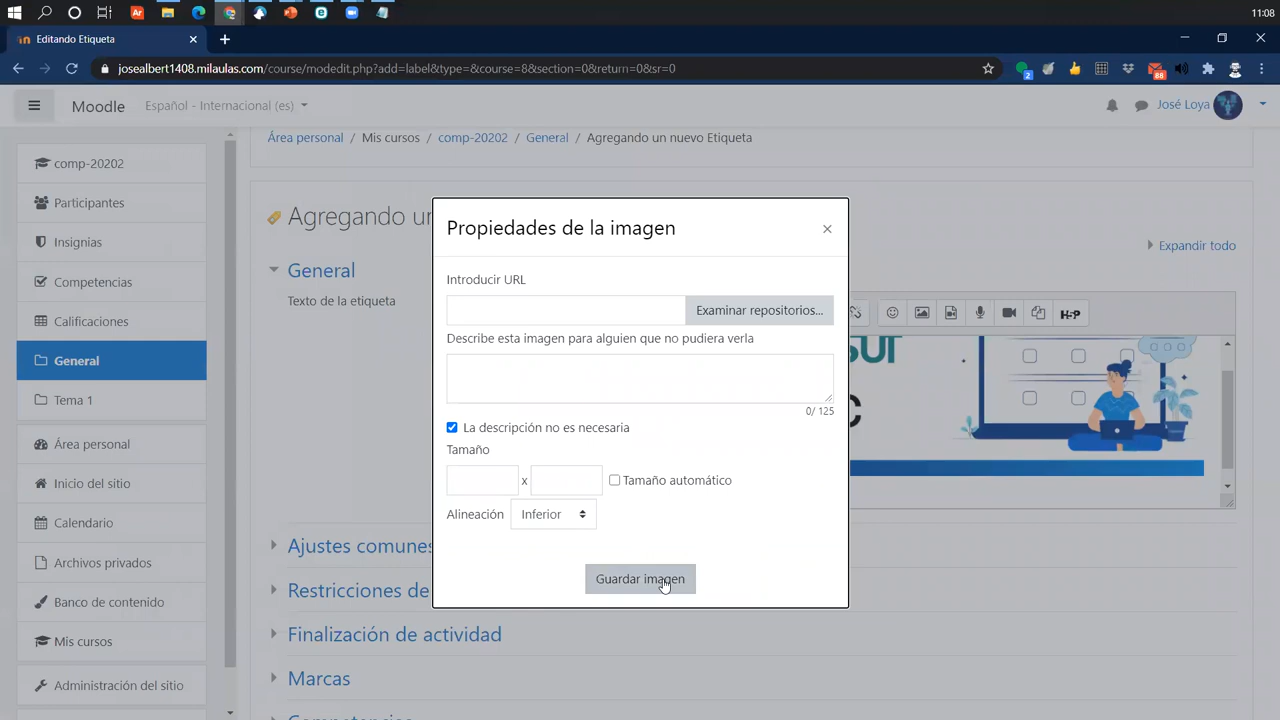 11:08
Editando Etiqueta
josealbert1408.milaulas.com/course/modedit.php?add=label&type=&course=8&section=0&return=0&sr=0
2
88
Moodle
Español - Internacional (es)
José Loya
Área personal / Mis cursos / comp-20202 / General / Agregando un nuevo Etiqueta
comp-20202
Participantes
Insignias
Competencias
Calificaciones
General
Tema 1
Área personal
Inicio del sitio
Calendario
Archivos privados
Banco de contenido
Mis cursos
Administración del sitio
Agregando un
Expandir todo
General
Texto de la etiqueta
H-P
Propiedades de la imagen
Introducir URL
Examinar repositorios...
Describe esta imagen para alguien que no pudiera verla
0/ 125
La descripción no es necesaria
Tamaño
x
Tamaño automático
Alineación
Inferior
Guardar imagen
Ajustes comunes
Restricciones de
Finalización de actividad
Marcas